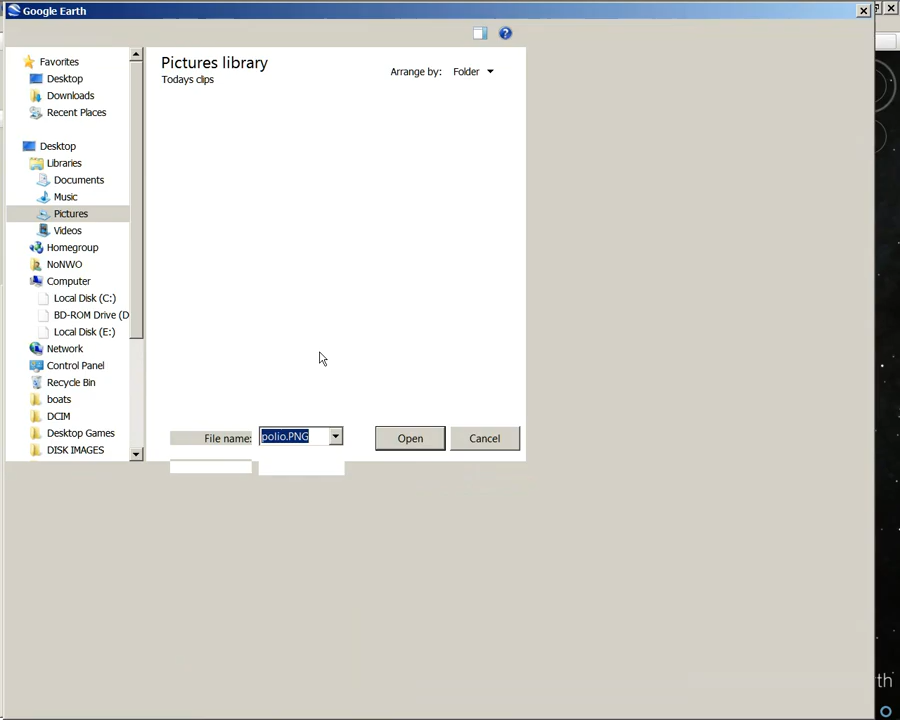 Google Earth
Favorites
Desktop
Downloads
Recent Places
Desktop
Libraries
Documents
Music
Pictures
Videos
Homegroup
NoNWO
Computer
Local Disk (C:)
BD-ROM Drive (D
Local Disk (E:)
Network
Control Panel
Recycle Bin
boats
DCIM
Desktop Games
DISK IMAGES
Pictures library
Todays clips
Arrange by: Folder
File name: polio.PNG
Open
Cancel
th